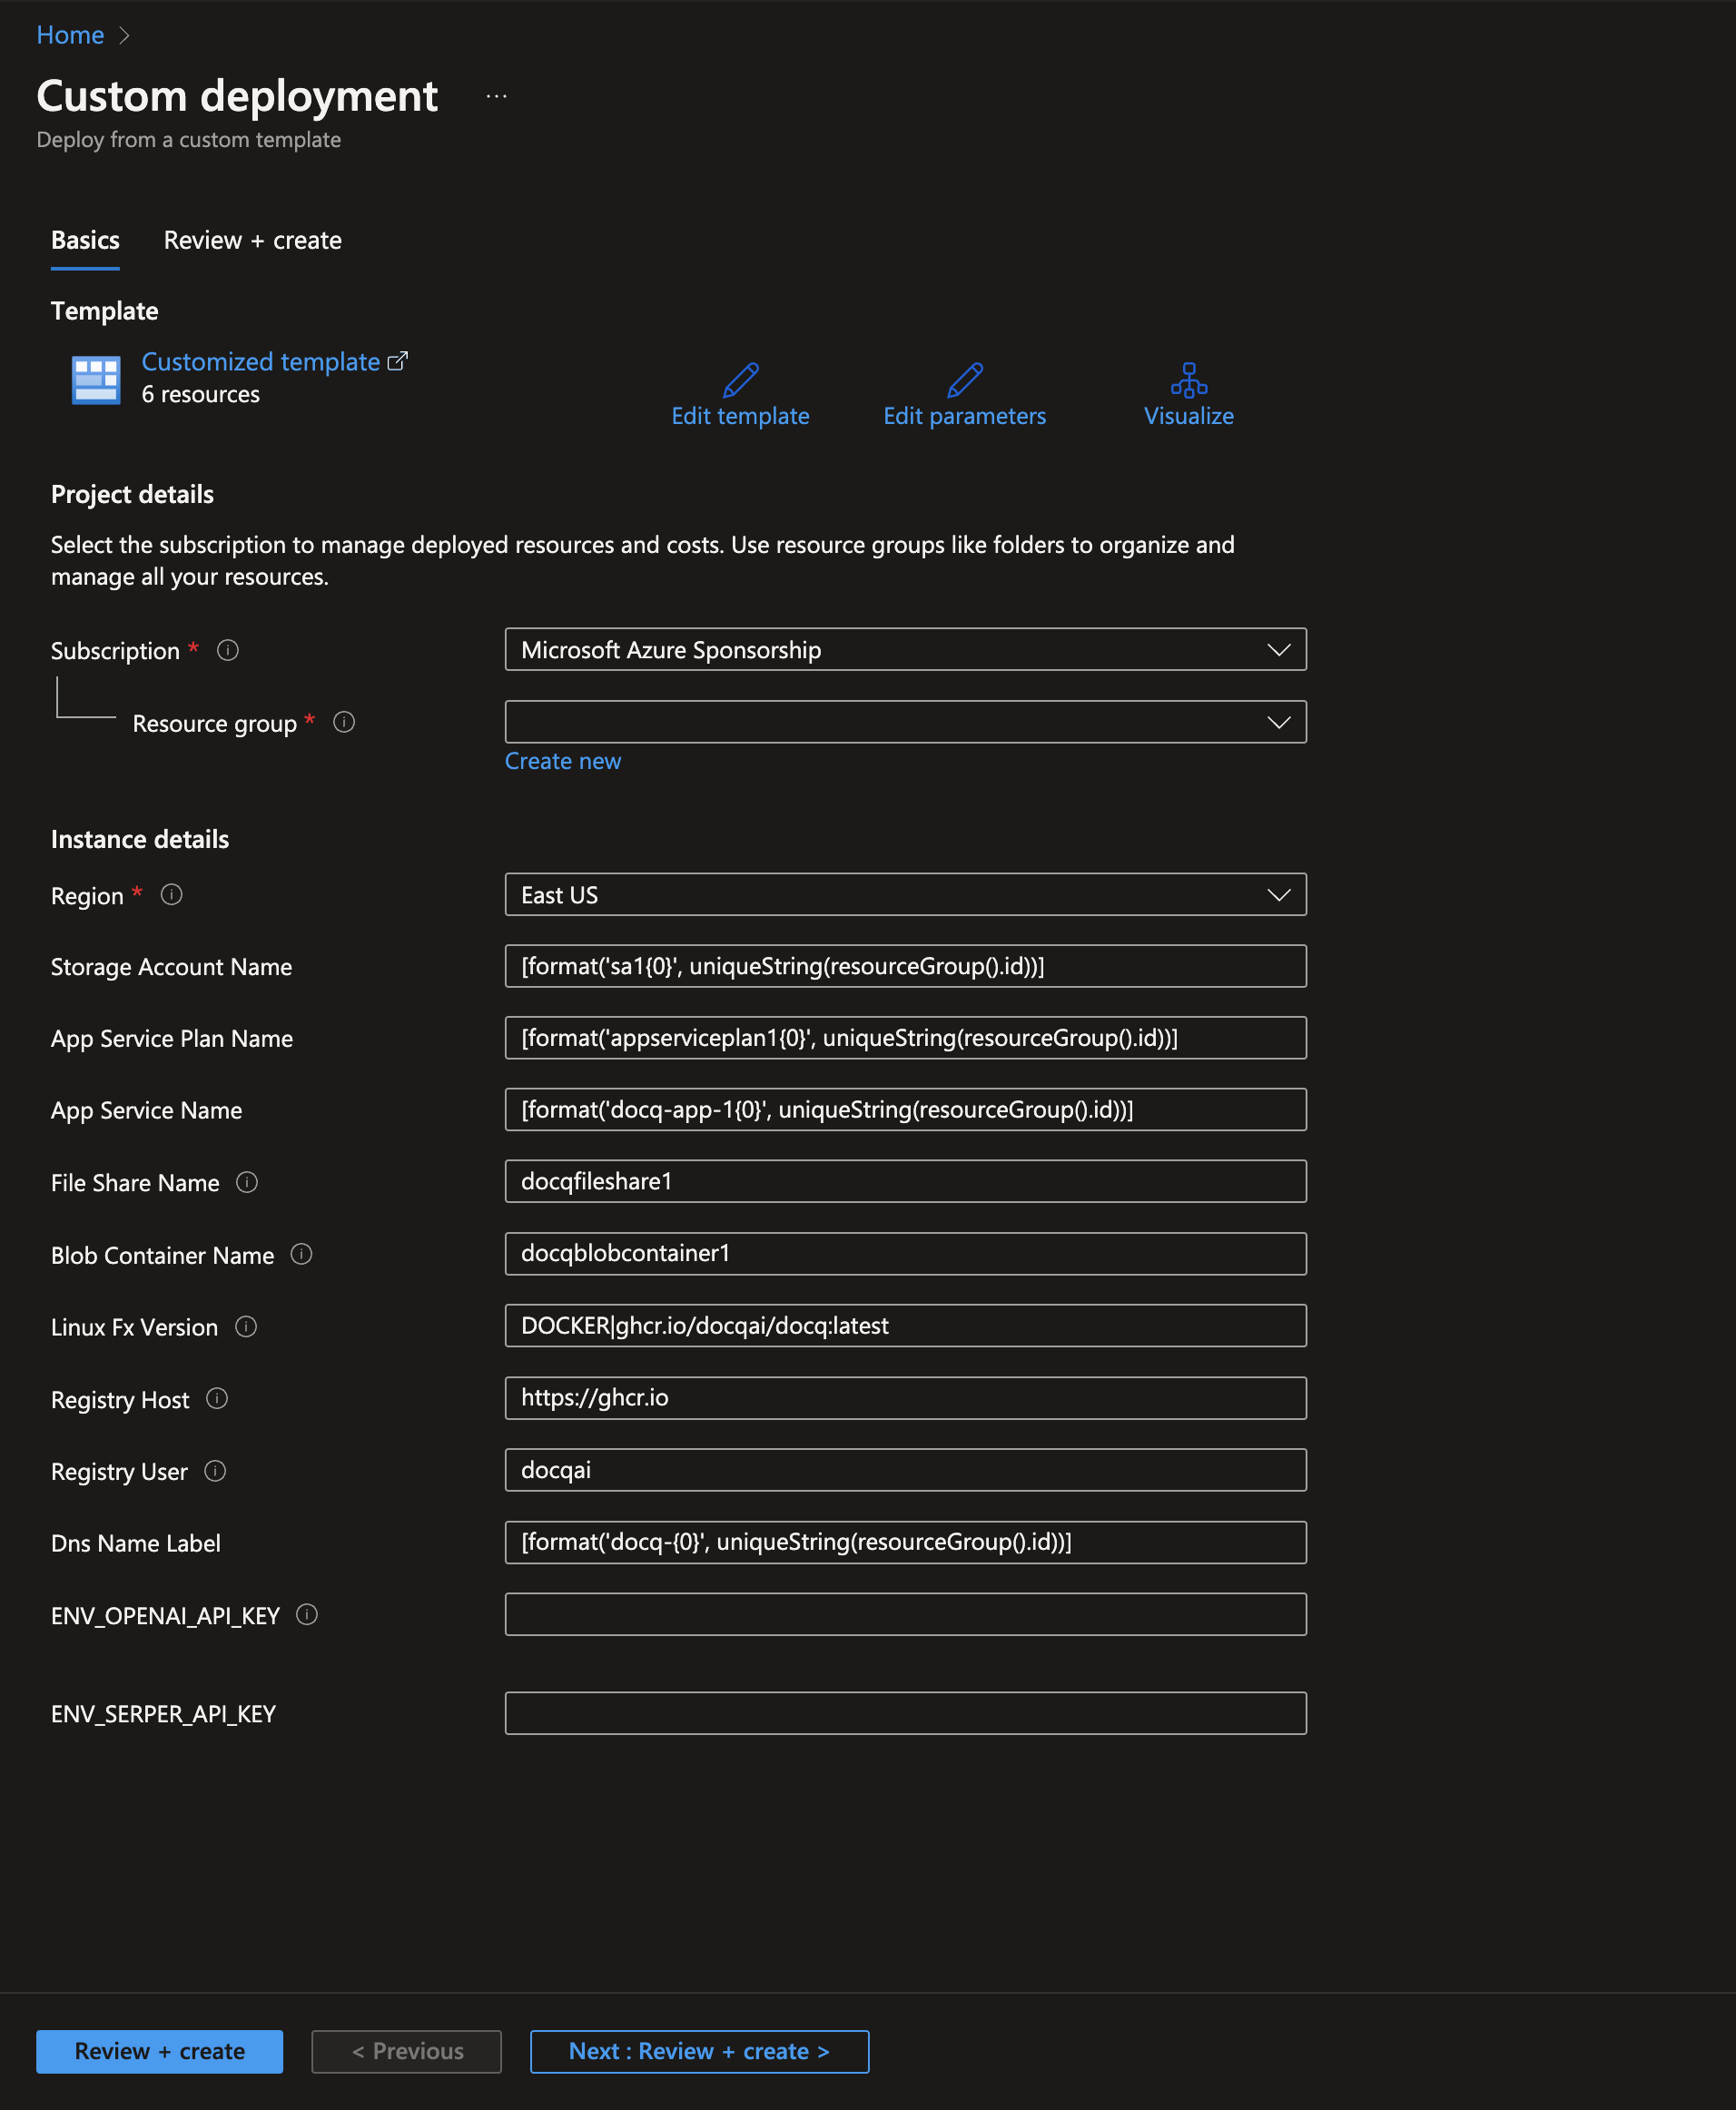 Home
Custom deployment ...
Deploy from a custom template
Basics Review + create
Template
Customized template
6 resources
Edit template Edit parameters Visualize
Project details
Select the subscription to manage deployed resources and costs. Use resource groups like folders to organize and
manage all your resources.
Subscription * Microsoft Azure Sponsorship
Resource group *
Create new
Instance details
Region * East US
Storage Account Name [format('sa1{0}', uniqueString(resourceGroup().id))]
App Service Plan Name [format('appserviceplan1{0}', uniqueString(resourceGroup().id))]
App Service Name [format('docq-app-1{0}', uniqueString(resourceGroup().id))]
File Share Name docqfileshare1
Blob Container Name docqblobcontainer1
Linux Fx Version DOCKER|ghcr.io/docqai/docq:latest
Registry Host https://ghcr.io
Registry User docqai
Dns Name Label [format('docq-{0}', uniqueString(resourceGroup().id))]
ENV_OPENAI_API_KEY
ENV_SERPER_API_KEY
Review + create < Previous Next : Review + create >